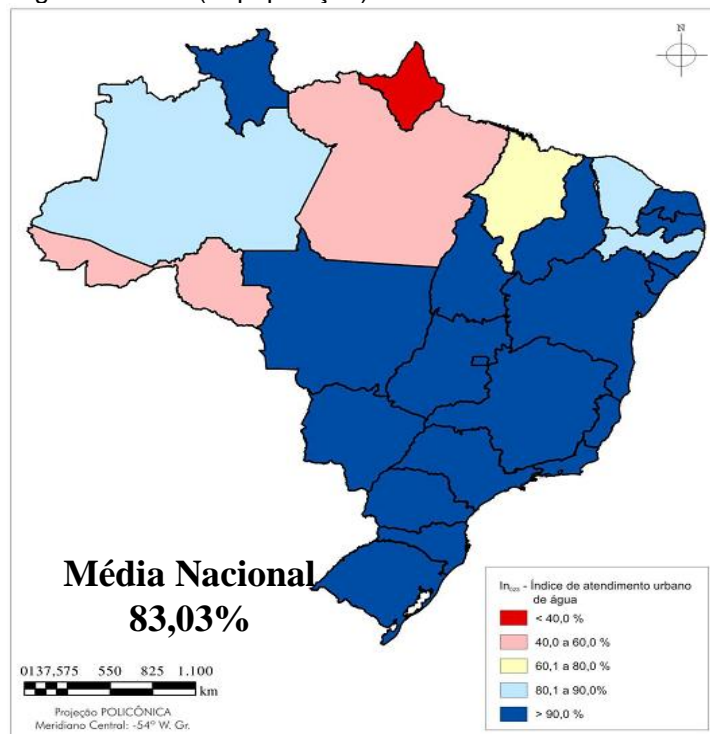 N
Média Nacional
83,03%
In₀₂₃ - Índice de atendimento urbano
de água
< 40,0 %
40,0 a 60,0 %
60,1 a 80,0 %
80,1 a 90,0%
> 90,0 %
0137,575 550 825 1.100
km
Projeção POLICÔNICA
Meridiano Central: -54º W. Gr.